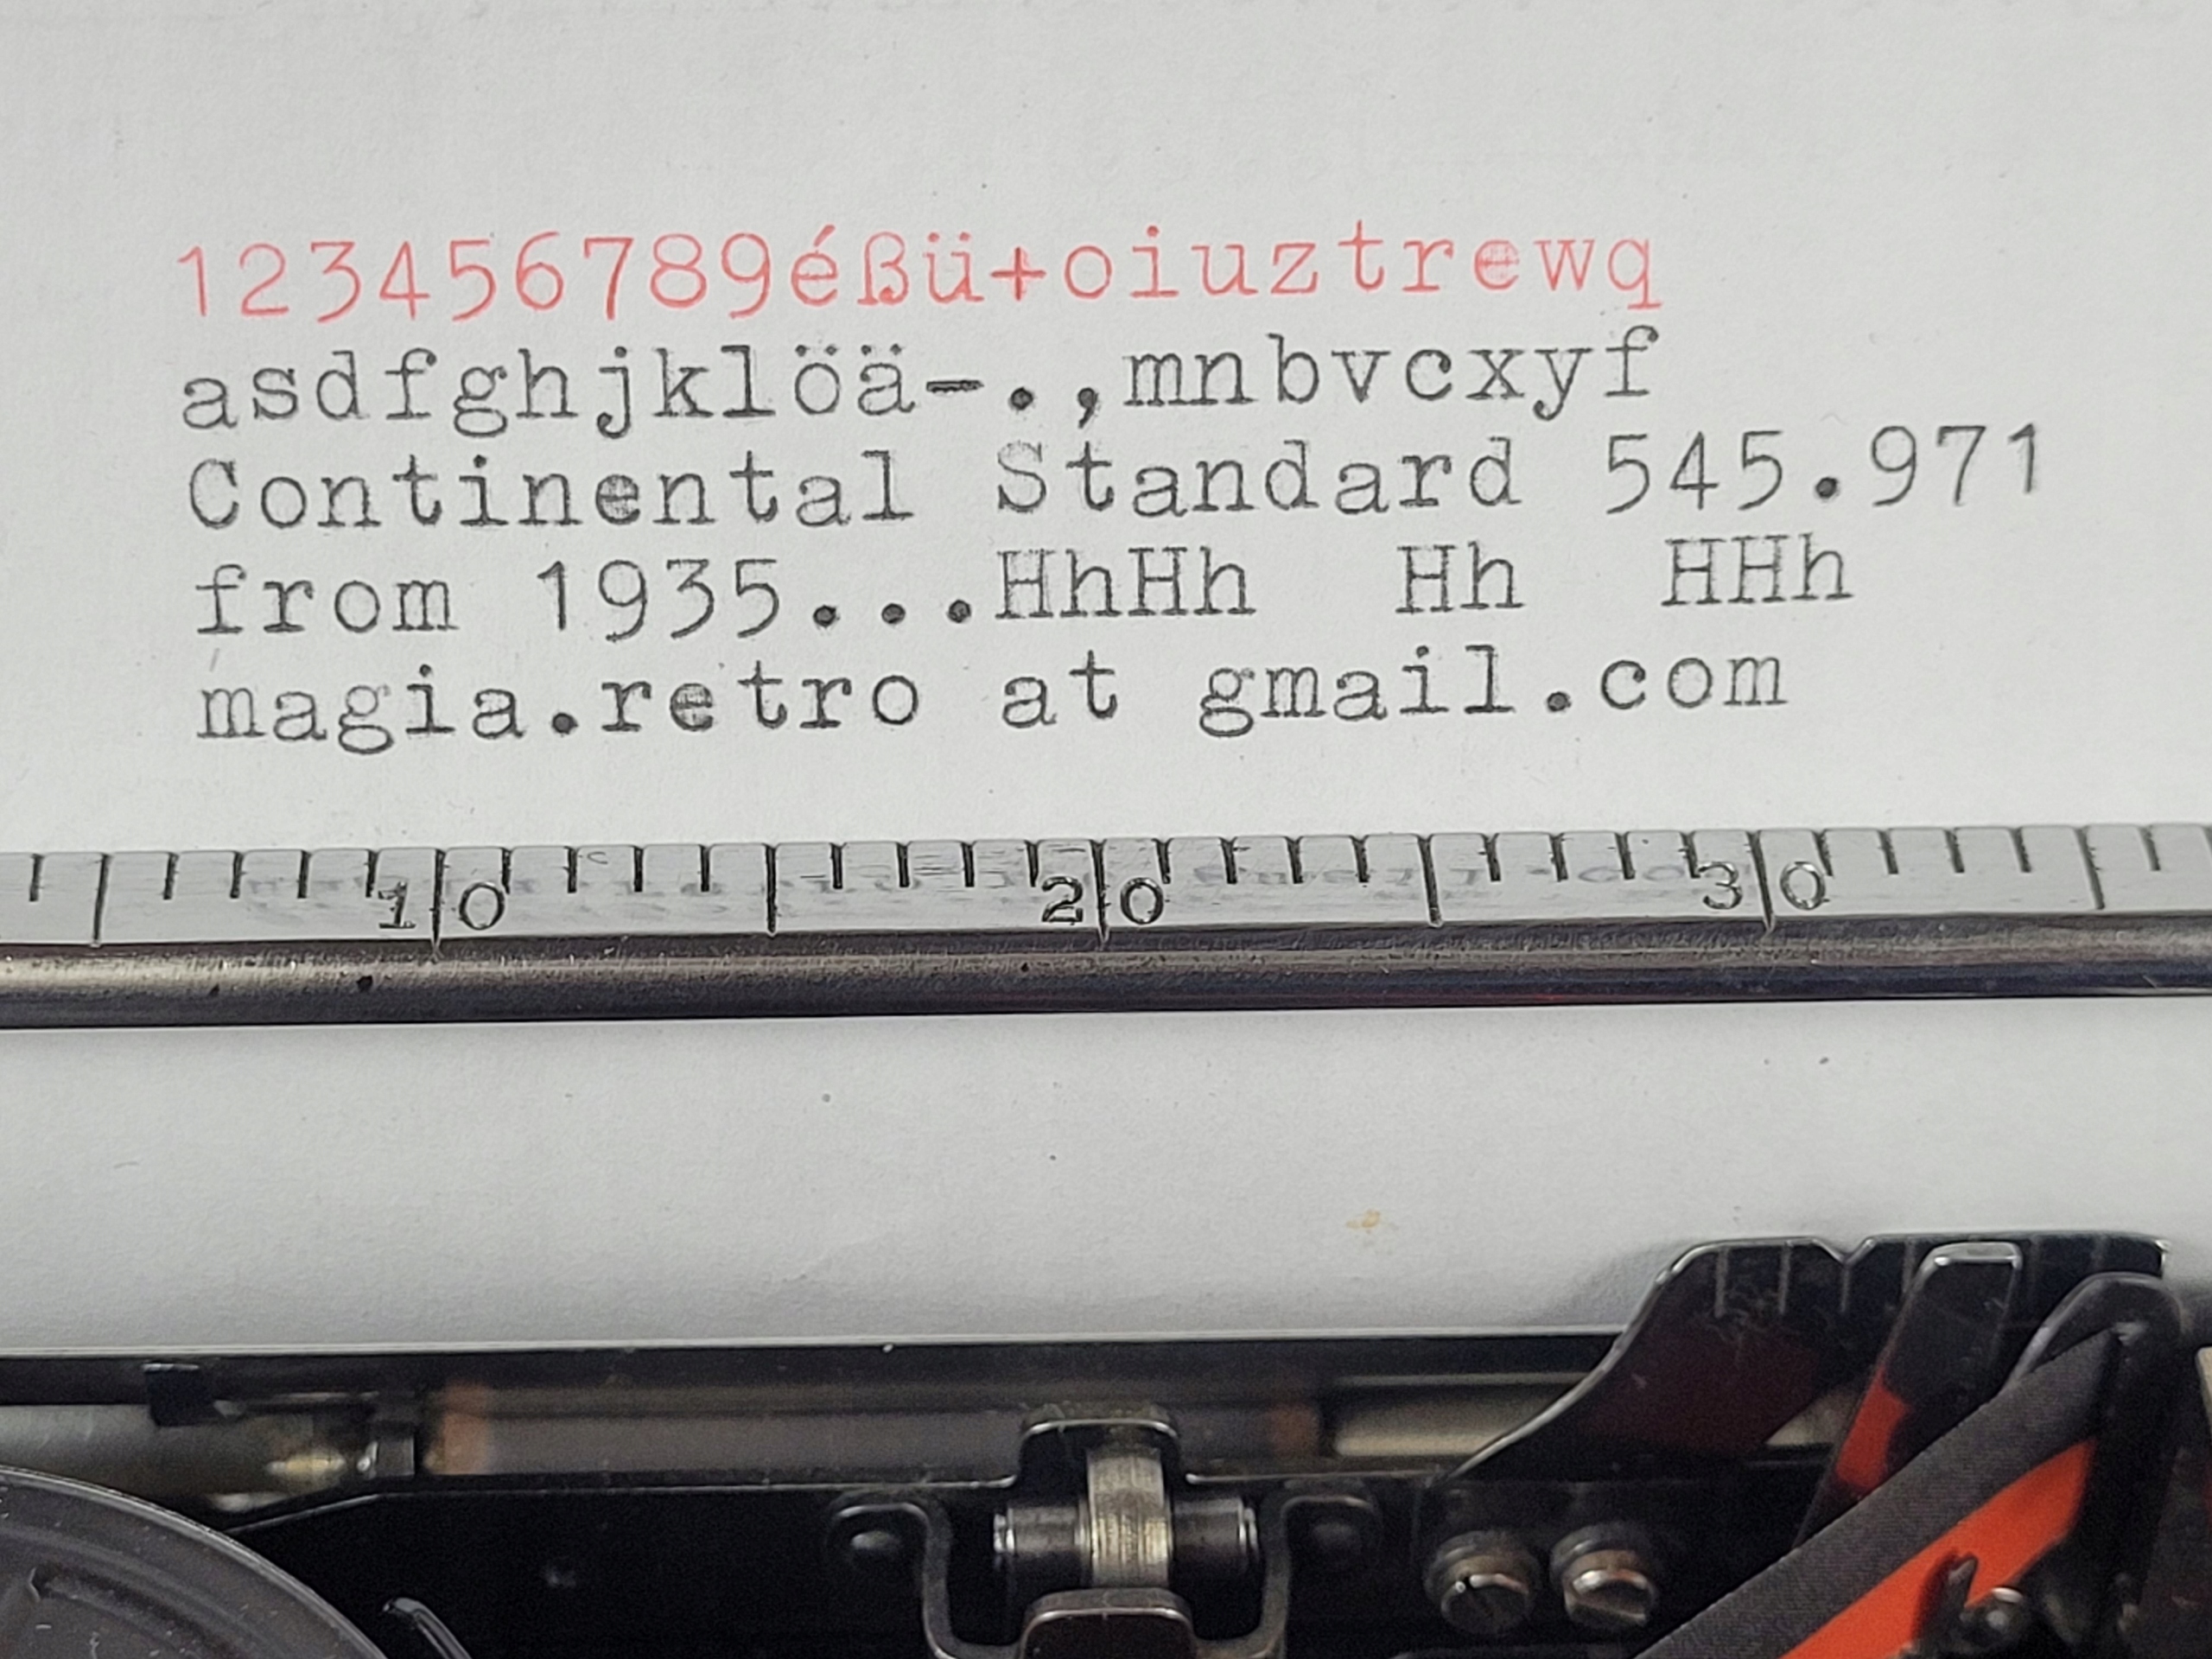 123456789éßü+oiuztrewq
asdfghjklöä-.,mnbvcxyf
Continental Standard 545.971
from 1935...HhHh  Hh  HHh
magia.retro at gmail.com
10 20 30